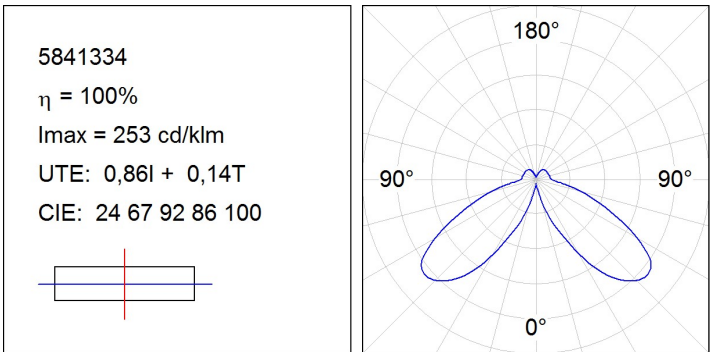 5841334
η = 100%
Imax = 253 cd/klm
UTE:  0,86I +  0,14T
CIE:  24 67 92 86 100
180°
90°
90°
0°